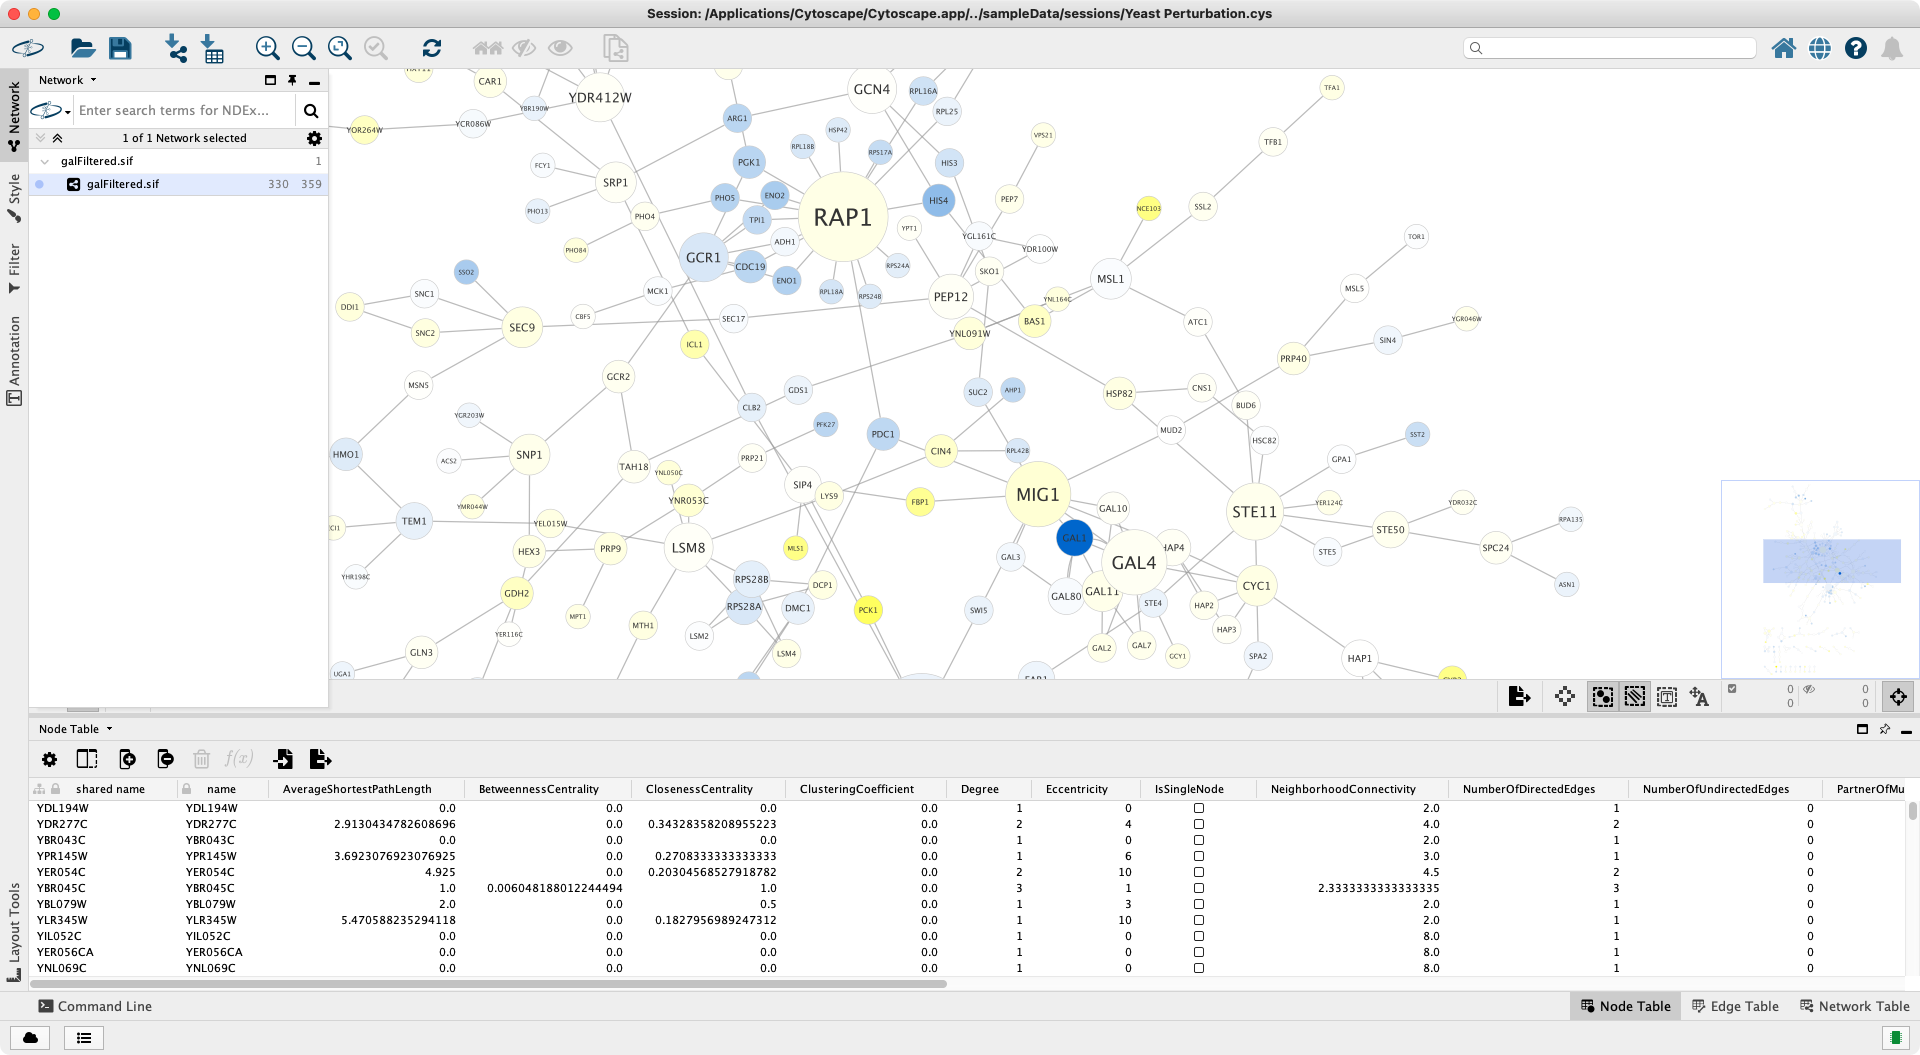 Session: /Applications/Cytoscape/Cytoscape.app/../sampleData/sessions/Yeast Perturbation.cys
Network
Enter search terms for NDEx...
1 of 1 Network selected
galFiltered.sif 1
galFiltered.sif 330 359
Network
Style
Filter
Annotation
Layout Tools
CAR1
YDR412W
GCN4
RPL16A
TFA1
YBR190W
RPL25
YOR264W
YCR086W
ARG1
HSP42
VPS21
TFB1
RPL18B
RPS17A
FCY1
PGK1
HIS3
SRP1
PHO5
ENO2
HIS4
PEP7
NCE103
SSL2
PHO13
PHO4
TPI1
RAP1
YPT1
YGL161C
TOR1
PHO84
ADH1
YDR100W
GCR1
CDC19
RPS24A
SKO1
SSO2
ENO1
MSL1
SNC1
MCK1
RPL18A
RPS24B
PEP12
YNL164C
MSL5
DDI1
CBF5
SEC17
BAS1
ATC1
YGR046W
SNC2
SEC9
YNL091W
ICL1
SIN4
PRP40
MSN5
GCR2
GDS1
SUC2
AHP1
HSP82
CNS1
YGR203W
CLB2
BUD6
PFK27
PDC1
MUD2
HSC82
SST2
HMO1
SNP1
CIN4
RPL42B
ACS2
TAH18
YNL050C
PRP21
GPA1
SIP4
LYS9
FBP1
MIG1
YMR044W
YNR053C
GAL10
STE11
YER124C
YDR032C
TEM1
YEL015W
STE50
RPA135
GAL1
HEX3
PRP9
LSM8
MLS1
GAL3
GAL4
HAP4
STE5
SPC24
YHR198C
RPS28B
DCP1
GAL80
GAL11
CYC1
ASN1
GDH2
RPS28A
DMC1
PCK1
SWI5
STE4
HAP2
MPT1
MTH1
YER116C
LSM2
HAP3
GLN3
LSM4
GAL2
GAL7
GCY1
SPA2
HAP1
UGA1
0 0
0 0
Node Table
f(x)
shared name name AverageShortestPathLength BetweennessCentrality ClosenessCentrality ClusteringCoefficient Degree Eccentricity IsSingleNode NeighborhoodConnectivity NumberOfDirectedEdges NumberOfUndirectedEdges PartnerOfMu
YDL194W YDL194W 0.0 0.0 0.0 0.0 1 0 2.0 1 0
YDR277C YDR277C 2.9130434782608696 0.0 0.34328358208955223 0.0 2 4 4.0 2 0
YBR043C YBR043C 0.0 0.0 0.0 0.0 1 0 2.0 1 0
YPR145W YPR145W 3.6923076923076925 0.0 0.2708333333333333 0.0 1 6 3.0 1 0
YER054C YER054C 4.925 0.0 0.20304568527918782 0.0 2 10 4.5 2 0
YBR045C YBR045C 1.0 0.006048188012244494 1.0 0.0 3 1 2.3333333333333335 3 0
YBL079W YBL079W 2.0 0.0 0.5 0.0 1 3 2.0 1 0
YLR345W YLR345W 5.470588235294118 0.0 0.1827956989247312 0.0 1 10 2.0 1 0
YIL052C YIL052C 0.0 0.0 0.0 0.0 1 0 8.0 1 0
YER056CA YER056CA 0.0 0.0 0.0 0.0 1 0 8.0 1 0
YNL069C YNL069C 0.0 0.0 0.0 0.0 1 0 8.0 1 0
Command Line
Node Table Edge Table Network Table